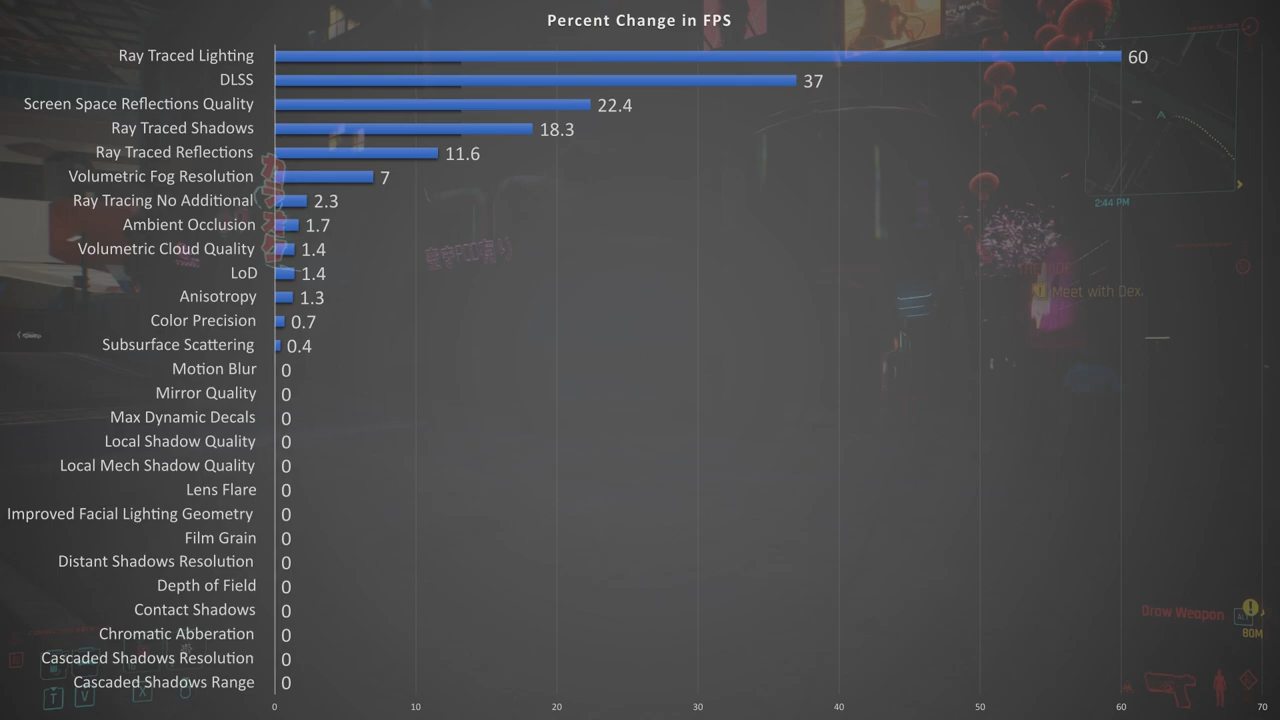 Percent Change in FPS
Ray Traced Lighting 60
DLSS 37
Screen Space Reflections Quality 22.4
Ray Traced Shadows 18.3
Ray Traced Reflections 11.6
Volumetric Fog Resolution 7
Ray Tracing No Additional 2.3
Ambient Occlusion 1.7
Volumetric Cloud Quality 1.4
LoD 1.4
Anisotropy 1.3
Color Precision 0.7
Subsurface Scattering 0.4
Motion Blur 0
Mirror Quality 0
Max Dynamic Decals 0
Local Shadow Quality 0
Local Mech Shadow Quality 0
Lens Flare 0
Improved Facial Lighting Geometry 0
Film Grain 0
Distant Shadows Resolution 0
Depth of Field 0
Contact Shadows 0
Chromatic Abberation 0
Cascaded Shadows Resolution 0
Cascaded Shadows Range 0
0 10 20 30 40 50 60 70
2:44 PM
Meet with Dex.
Draw Weapon
ALT
BOM
T V X